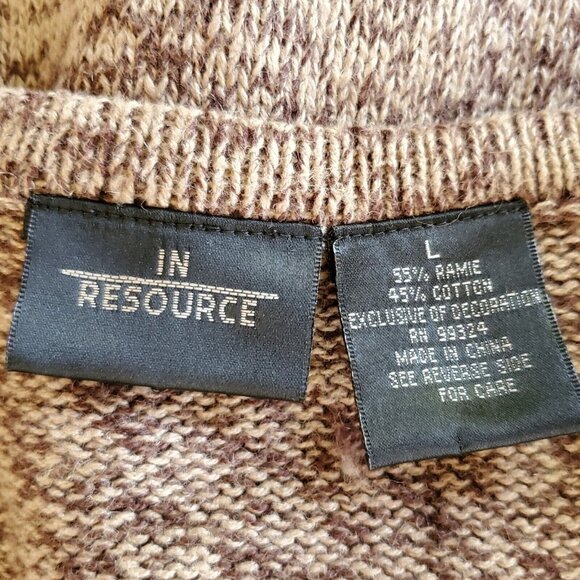 IN
RESOURCE
L
55% RAMIE
45% COTTON
EXCLUSIVE OF DECORATION
RN 99324
MADE IN CHINA
SEE REVERSE SIDE
FOR CARE